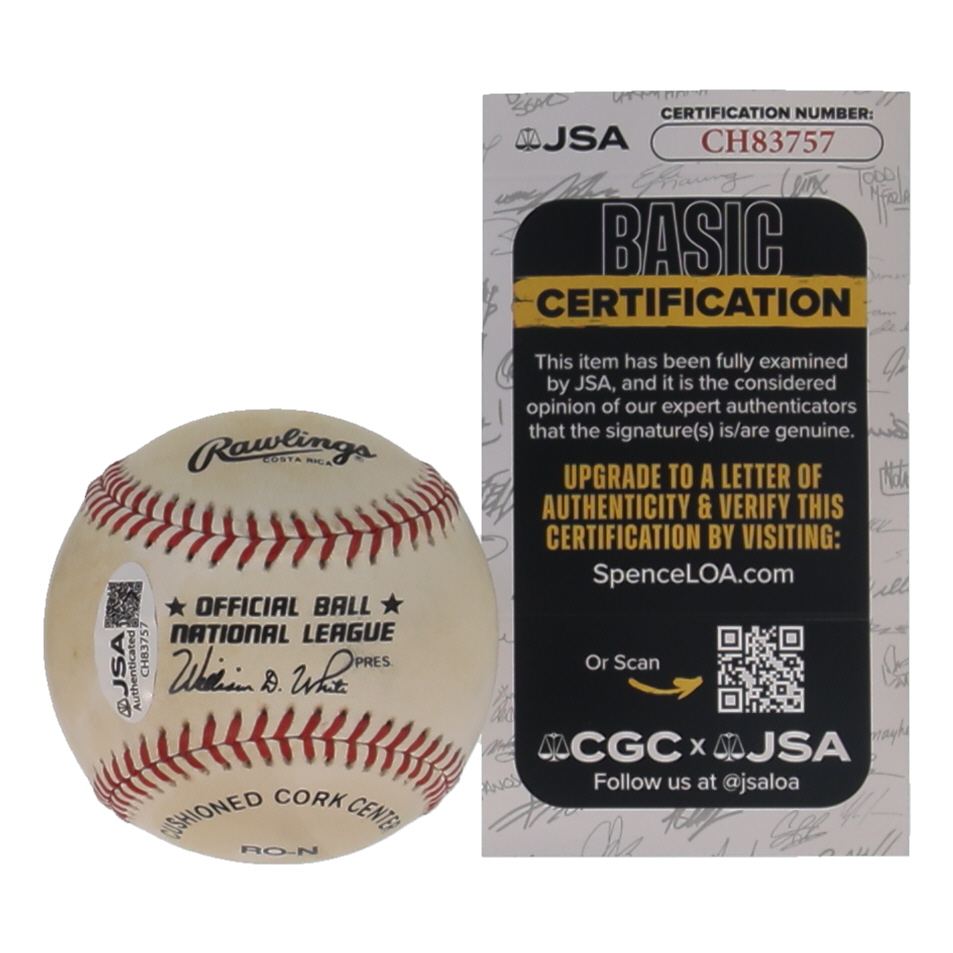 Rawlings®
COSTA RICA
★ OFFICIAL BALL ★
NATIONAL LEAGUE
William D. White PRES.
JSA
Authenticated
CH83757
CUSHIONED CORK CENTER
RO-N
JSA
CERTIFICATION NUMBER:
CH83757
BASIC
CERTIFICATION
This item has been fully examined
by JSA, and it is the considered
opinion of our expert authenticators
that the signature(s) is/are genuine.
UPGRADE TO A LETTER OF
AUTHENTICITY & VERIFY THIS
CERTIFICATION BY VISITING:
SpenceLOA.com
Or Scan
CGC x JSA
Follow us at @jsaloa